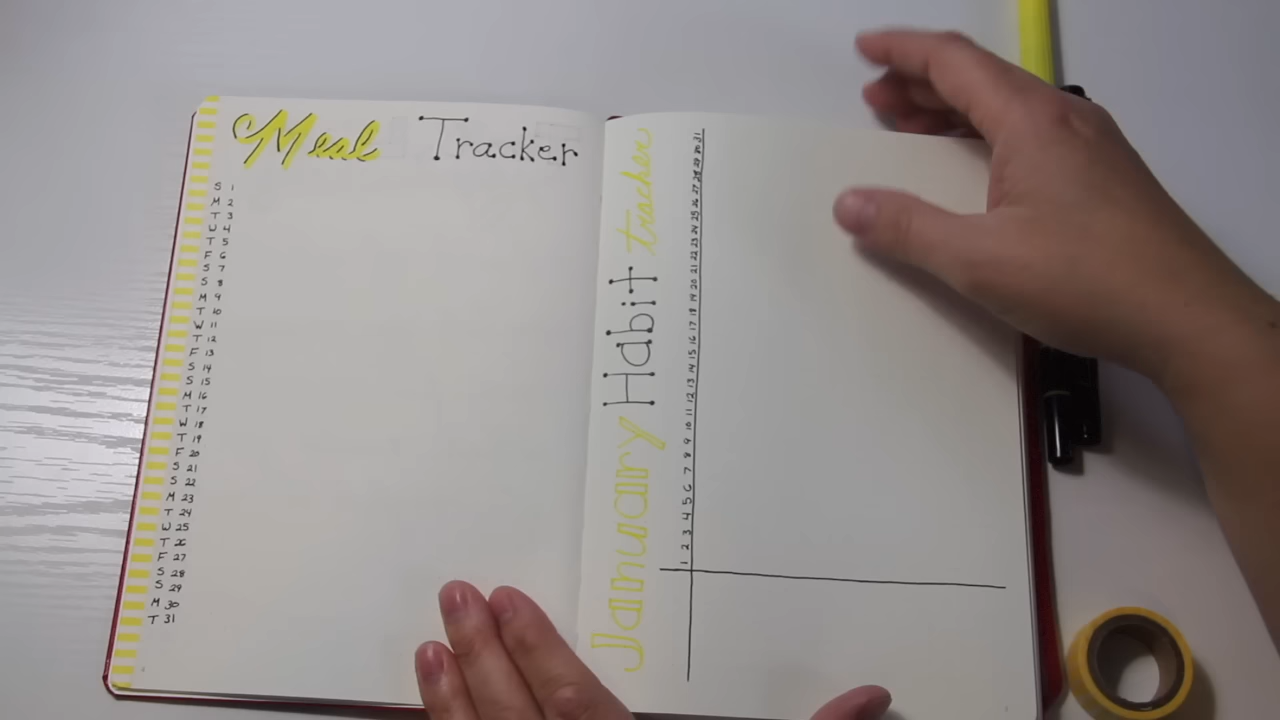 Meal Tracker
S 1
M 2
T 3
W 4
T 5
F 6
S 7
S 8
M 9
T 10
W 11
T 12
F 13
S 14
S 15
M 16
T 17
W 18
T 19
F 20
S 21
S 22
M 23
T 24
W 25
T 26
F 27
S 28
S 29
M 30
T 31
January Habit tracker
1 2 3 4 5 6 7 8 9 10 11 12 13 14 15 16 17 18 19 20 21 22 23 24 25 26 27 28 29 30 31